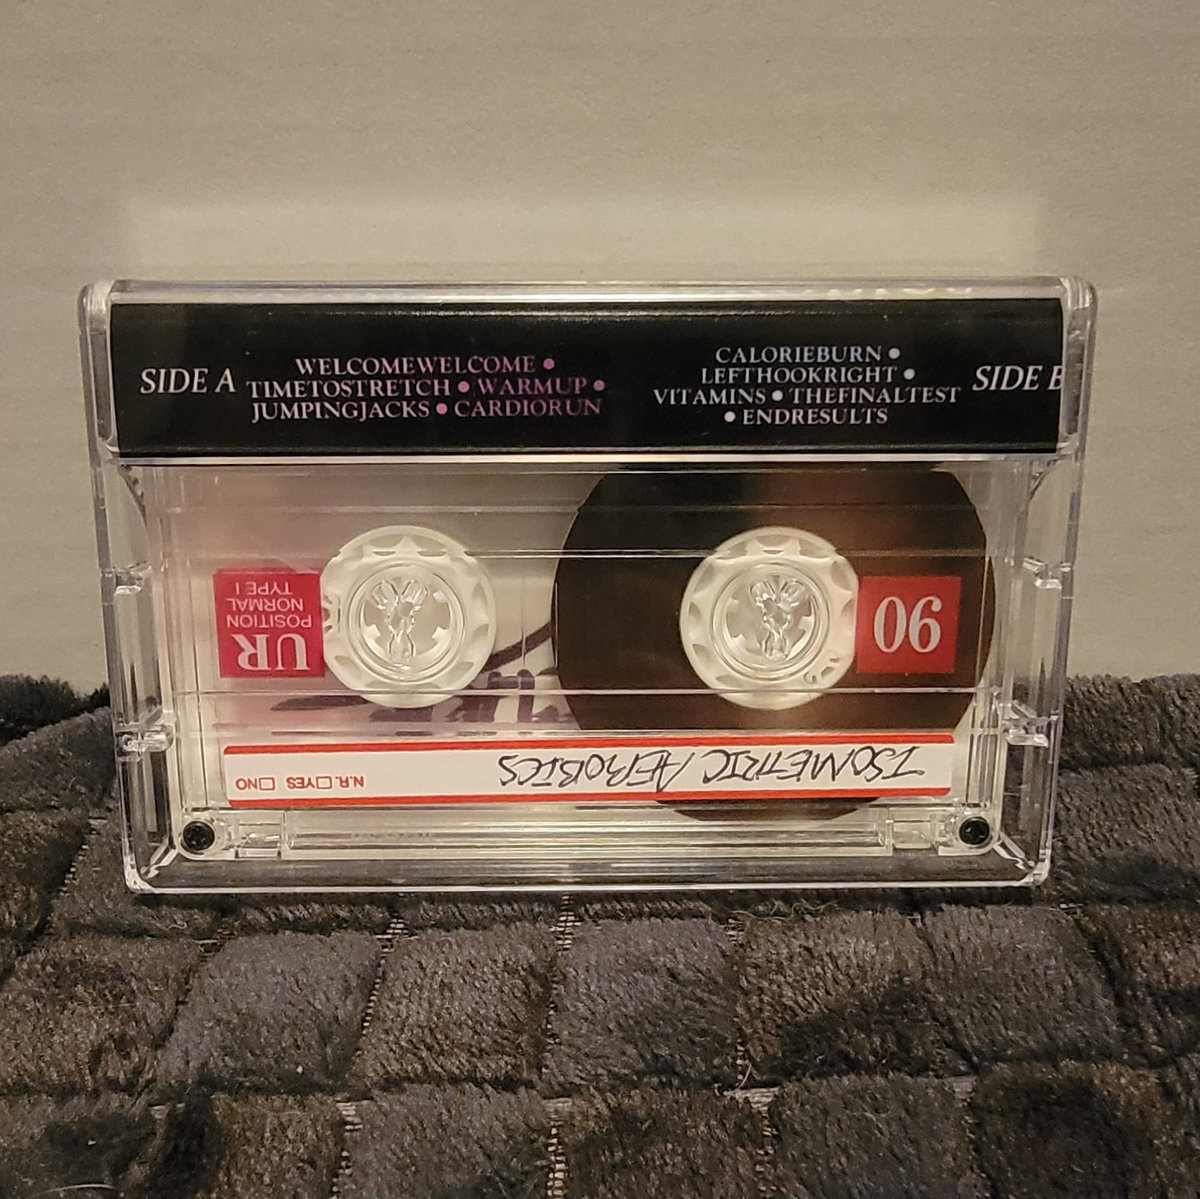 SIDE A
WELCOMEWELCOME •
TIMETOSTRETCH • WARMUP •
JUMPINGJACKS • CARDIORUN
CALORIEBURN •
LEFTHOOKRIGHT •
VITAMINS • THEFINALTEST
• ENDRESULTS
SIDE B
UR
POSITION
NORMAL
TYPE I
90
ISOMETRIC/AEROBICS
N.R. □YES □NO